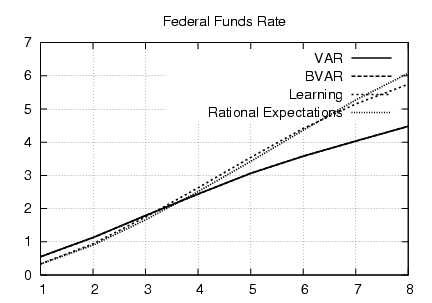 Federal Funds Rate
7
6
5
4
3
2
1
0
VAR
BVAR
Learning
Rational Expectations
1 2 3 4 5 6 7 8